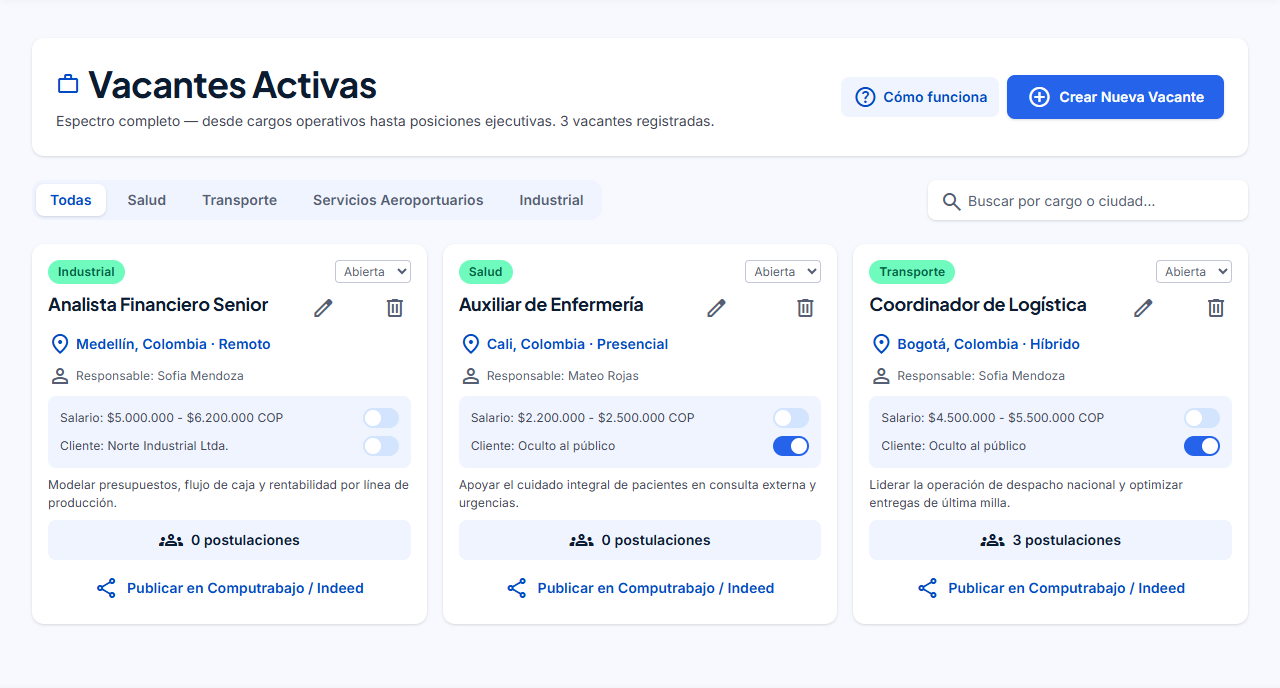 Vacantes Activas
Espectro completo — desde cargos operativos hasta posiciones ejecutivas. 3 vacantes registradas.
Cómo funciona
Crear Nueva Vacante
Todas
Salud
Transporte
Servicios Aeroportuarios
Industrial
Buscar por cargo o ciudad...
Industrial
Abierta
Analista Financiero Senior
Medellín, Colombia · Remoto
Responsable: Sofia Mendoza
Salario: $5.000.000 - $6.200.000 COP
Cliente: Norte Industrial Ltda.
Modelar presupuestos, flujo de caja y rentabilidad por línea de
producción.
0 postulaciones
Publicar en Computrabajo / Indeed
Salud
Abierta
Auxiliar de Enfermería
Cali, Colombia · Presencial
Responsable: Mateo Rojas
Salario: $2.200.000 - $2.500.000 COP
Cliente: Oculto al público
Apoyar el cuidado integral de pacientes en consulta externa y
urgencias.
0 postulaciones
Publicar en Computrabajo / Indeed
Transporte
Abierta
Coordinador de Logística
Bogotá, Colombia · Híbrido
Responsable: Sofia Mendoza
Salario: $4.500.000 - $5.500.000 COP
Cliente: Oculto al público
Liderar la operación de despacho nacional y optimizar
entregas de última milla.
3 postulaciones
Publicar en Computrabajo / Indeed